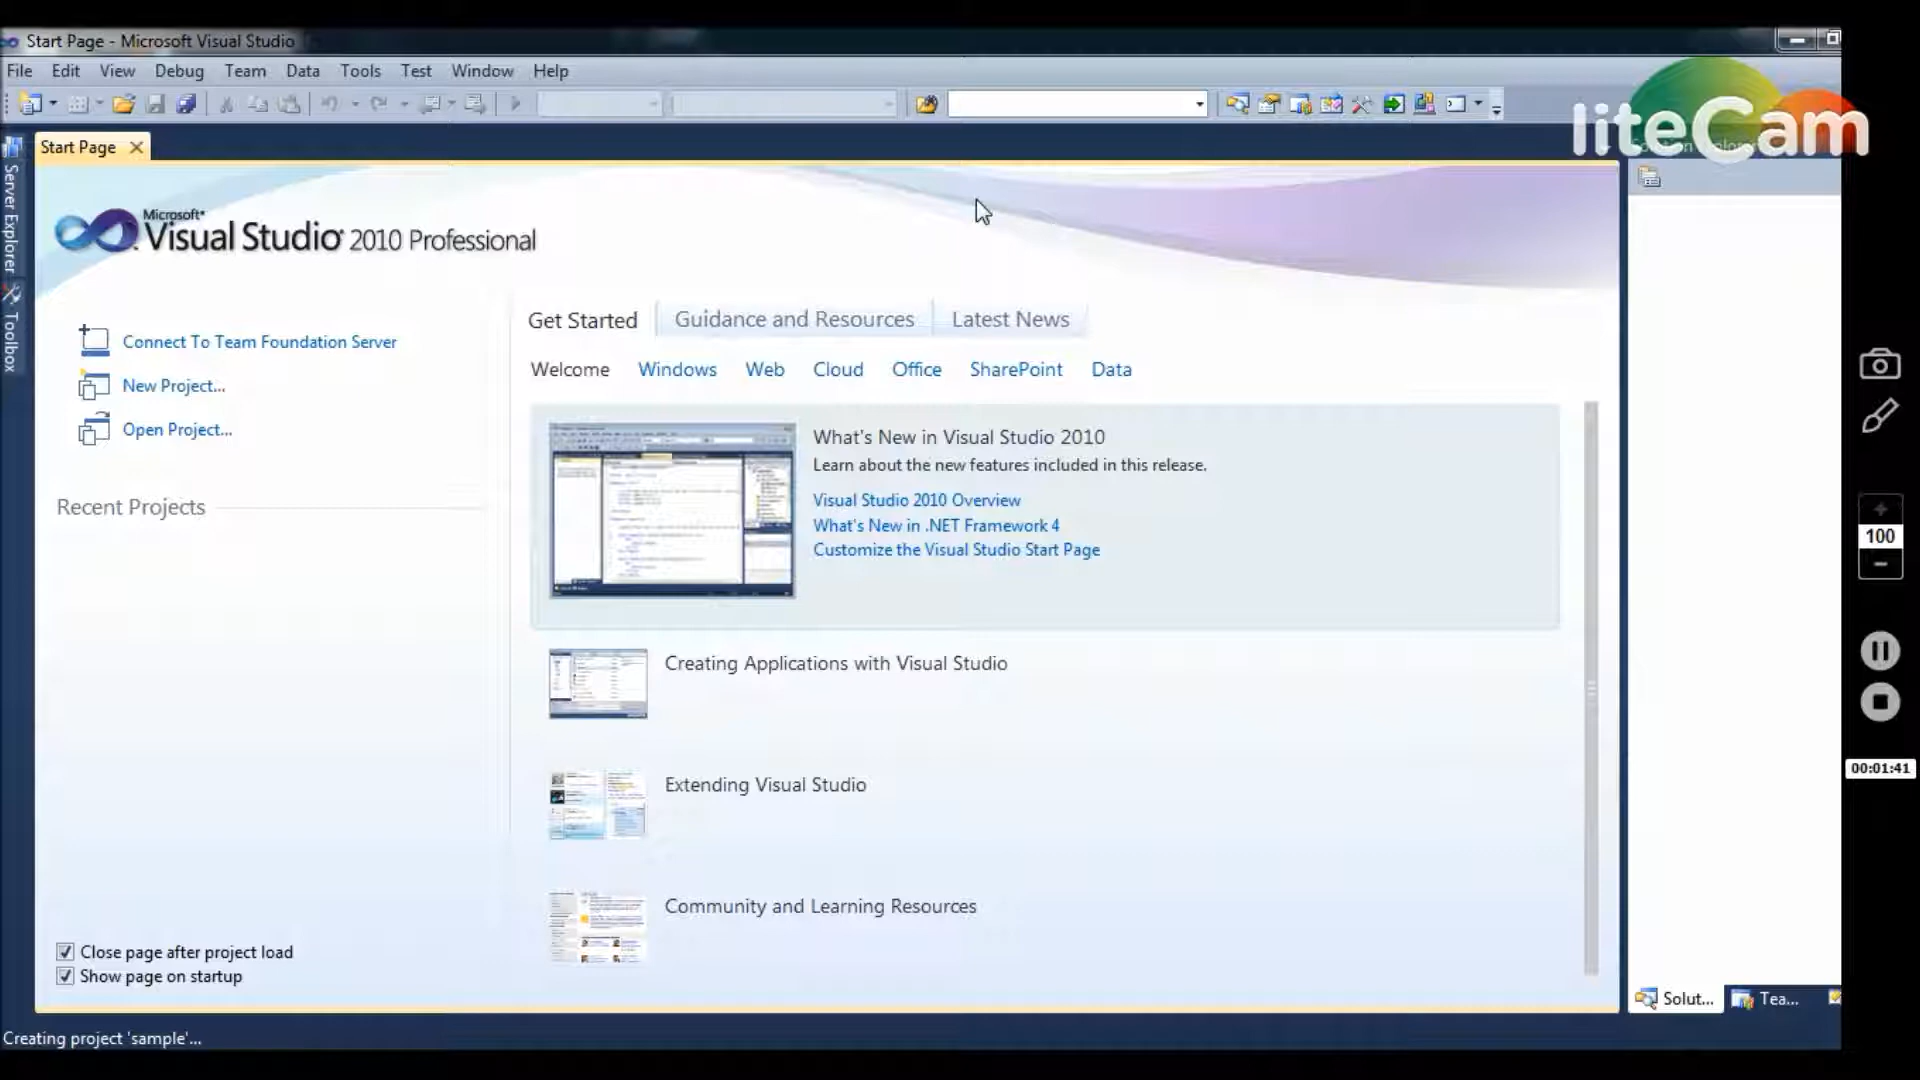 Start Page - Microsoft Visual Studio
File Edit View Debug Team Data Tools Test Window Help
liteCam
Start Page
Server Explorer
Toolbox
Microsoft
Visual Studio 2010 Professional
Connect To Team Foundation Server
New Project...
Open Project...
Recent Projects
Close page after project load
Show page on startup
Get Started Guidance and Resources Latest News
Welcome Windows Web Cloud Office SharePoint Data
What's New in Visual Studio 2010
Learn about the new features included in this release.
Visual Studio 2010 Overview
What's New in .NET Framework 4
Customize the Visual Studio Start Page
Creating Applications with Visual Studio
Extending Visual Studio
Community and Learning Resources
100
00:01:41
Solut... Tea...
Creating project 'sample'...